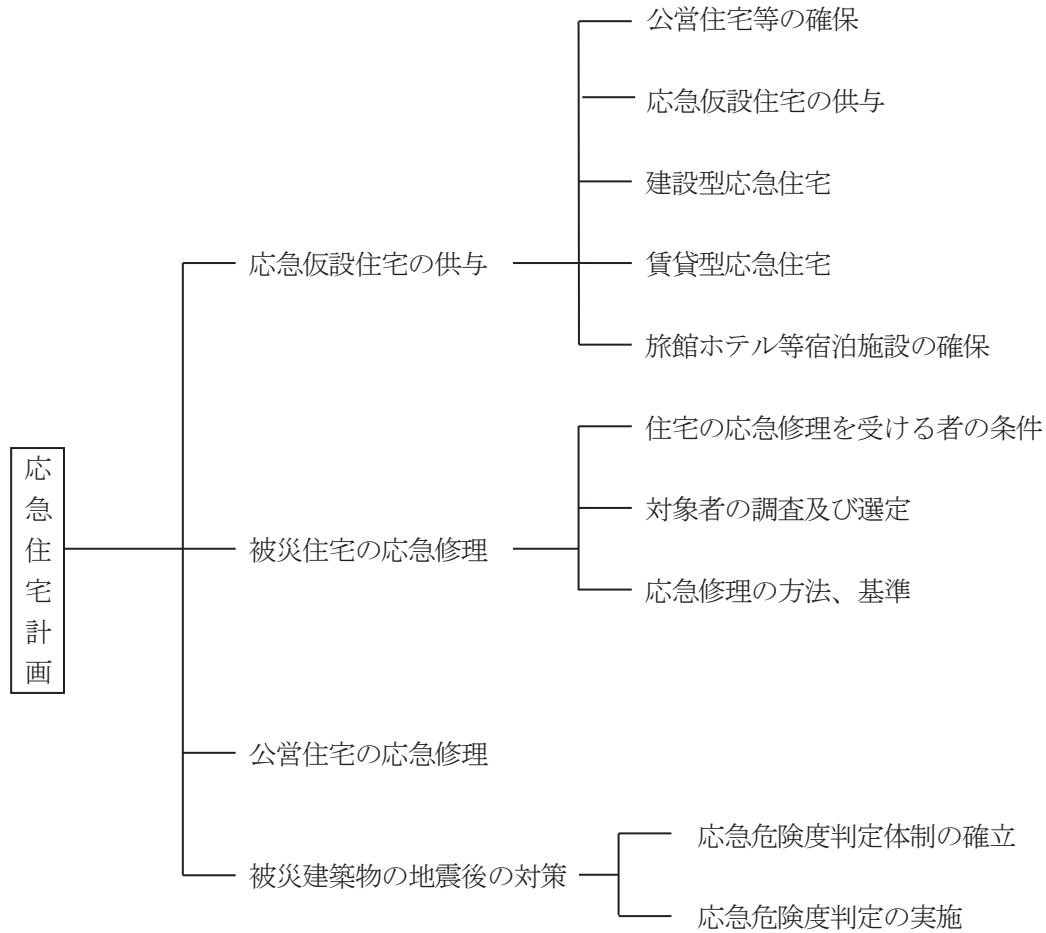 応急住宅計画
応急仮設住宅の供与
公営住宅等の確保
応急仮設住宅の供与
建設型応急住宅
賃貸型応急住宅
旅館ホテル等宿泊施設の確保
被災住宅の応急修理
住宅の応急修理を受ける者の条件
対象者の調査及び選定
応急修理の方法、基準
公営住宅の応急修理
被災建築物の地震後の対策
応急危険度判定体制の確立
応急危険度判定の実施